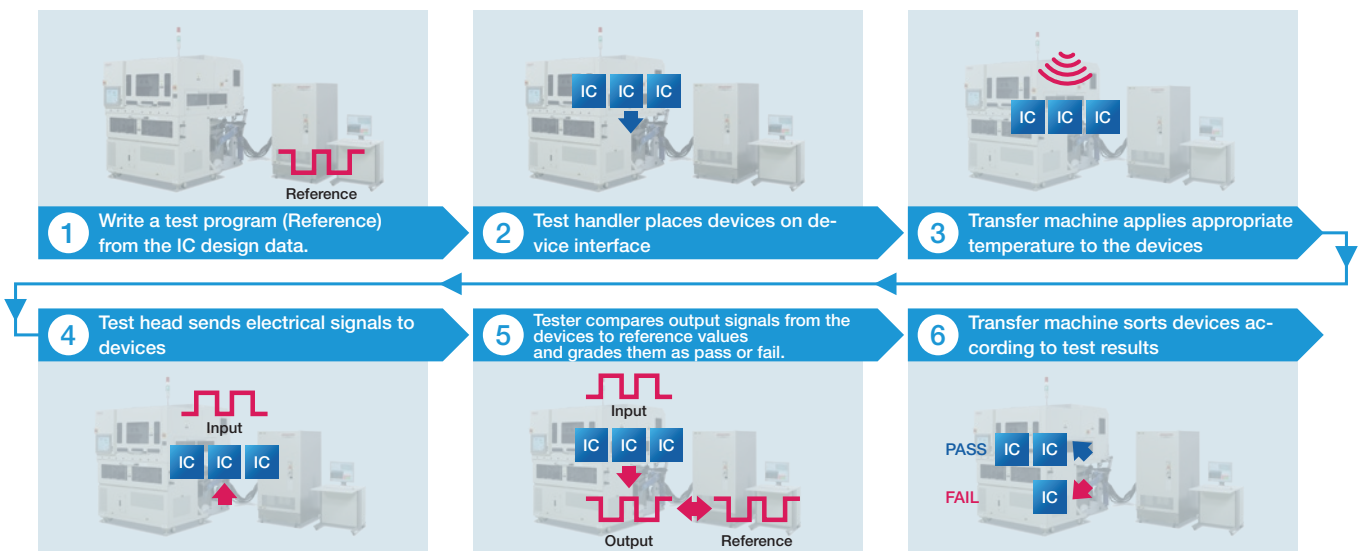 Reference
1 Write a test program (Reference)
from the IC design data.
IC IC IC
2 Test handler places devices on de-
vice interface
IC IC IC
3 Transfer machine applies appropriate
temperature to the devices
4 Test head sends electrical signals to
devices
Input
IC IC IC
5 Tester compares output signals from the
devices to reference values
and grades them as pass or fail.
Input
IC IC IC
Output Reference
6 Transfer machine sorts devices ac-
cording to test results
PASS IC IC
FAIL IC